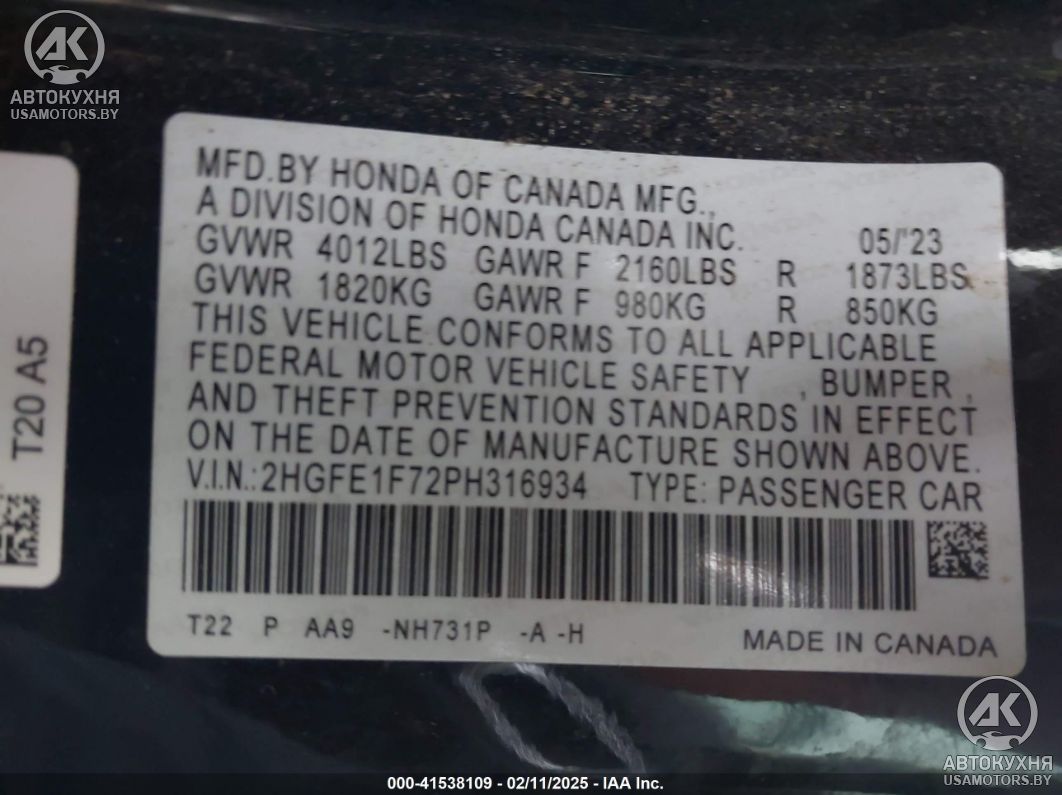 AK
АВТОКУХНЯ
USAMOTORS.BY
T20 A5
MFD.BY HONDA OF CANADA MFG.,
A DIVISION OF HONDA CANADA INC. 05/'23
GVWR 4012LBS GAWR F 2160LBS R 1873LBS
GVWR 1820KG GAWR F 980KG R 850KG
THIS VEHICLE CONFORMS TO ALL APPLICABLE
FEDERAL MOTOR VEHICLE SAFETY , BUMPER ,
AND THEFT PREVENTION STANDARDS IN EFFECT
ON THE DATE OF MANUFACTURE SHOWN ABOVE.
V.I.N.:2HGFE1F72PH316934 TYPE: PASSENGER CAR
T22 P AA9 -NH731P -A -H
MADE IN CANADA
AK
АВТОКУХНЯ
USAMOTORS.BY
000-41538109 - 02/11/2025 - IAA Inc.